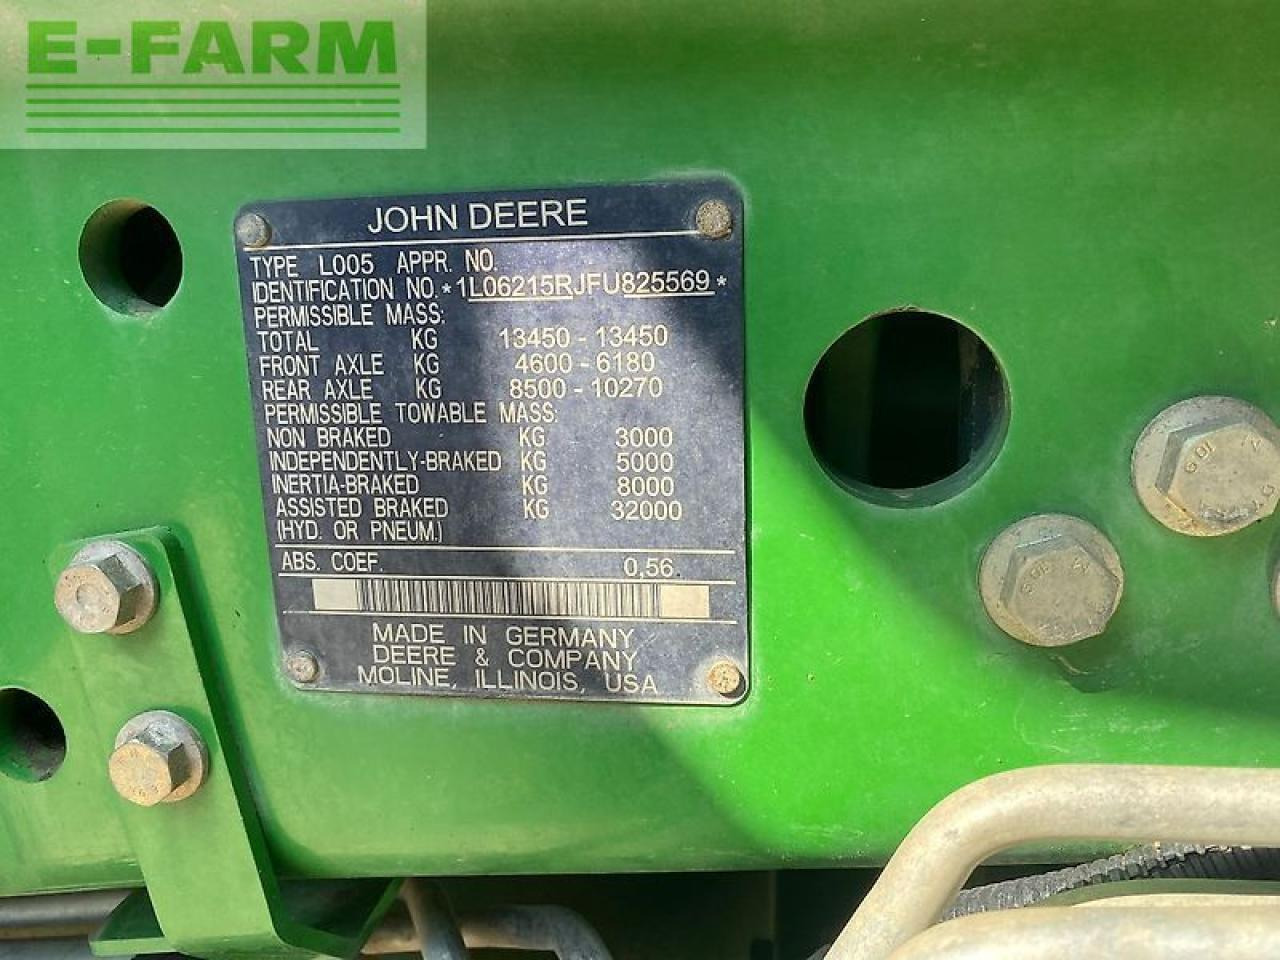 E-FARM
JOHN DEERE
TYPE L005 APPR. NO.
IDENTIFICATION NO. *1L06215RJFU825569*
PERMISSIBLE MASS:
TOTAL KG 13450 - 13450
FRONT AXLE KG 4600 - 6180
REAR AXLE KG 8500 - 10270
PERMISSIBLE TOWABLE MASS:
NON BRAKED KG 3000
INDEPENDENTLY-BRAKED KG 5000
INERTIA-BRAKED KG 8000
ASSISTED BRAKED KG 32000
(HYD. OR PNEUM.)
ABS. COEF. 0,56
MADE IN GERMANY
DEERE & COMPANY
MOLINE, ILLINOIS, USA